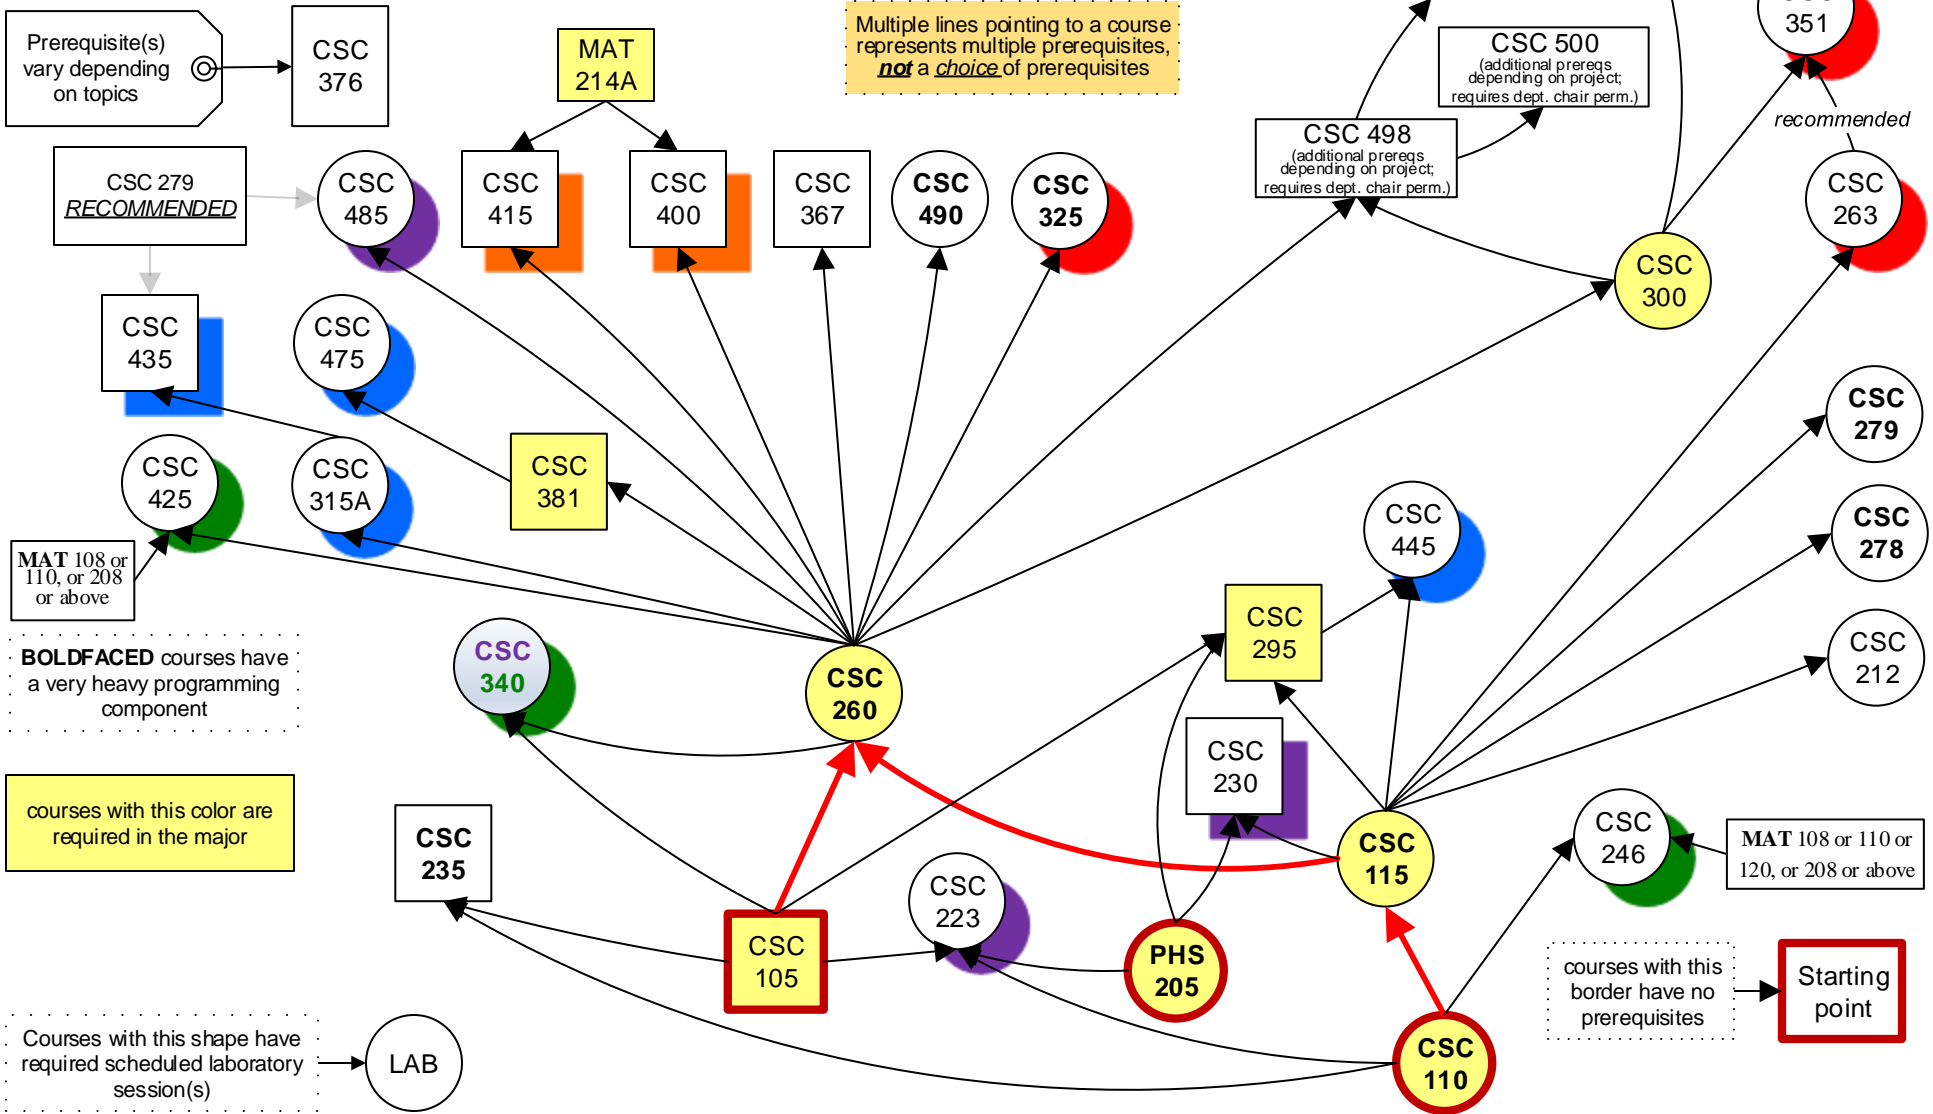 Prerequisite(s)
vary depending
on topics
CSC
376
MAT
214A
Multiple lines pointing to a course
represents multiple prerequisites,
not a choice of prerequisites
CSC 500
(additional prereqs
depending on project;
requires dept. chair perm.)
351
recommended
CSC 498
(additional prereqs
depending on project;
requires dept. chair perm.)
CSC 279
RECOMMENDED
CSC
485
CSC
415
CSC
400
CSC
367
CSC
490
CSC
325
CSC
263
CSC
300
CSC
435
CSC
475
CSC
279
CSC
425
CSC
315A
CSC
381
CSC
445
CSC
278
MAT 108 or
110, or 208
or above
CSC
295
CSC
212
BOLDFACED courses have
a very heavy programming
component
CSC
340
CSC
260
CSC
230
courses with this color are
required in the major
CSC
235
CSC
223
CSC
115
CSC
246
MAT 108 or 110 or
120, or 208 or above
CSC
105
PHS
205
courses with this
border have no
prerequisites
Starting
point
Courses with this shape have
required scheduled laboratory
session(s)
LAB
CSC
110